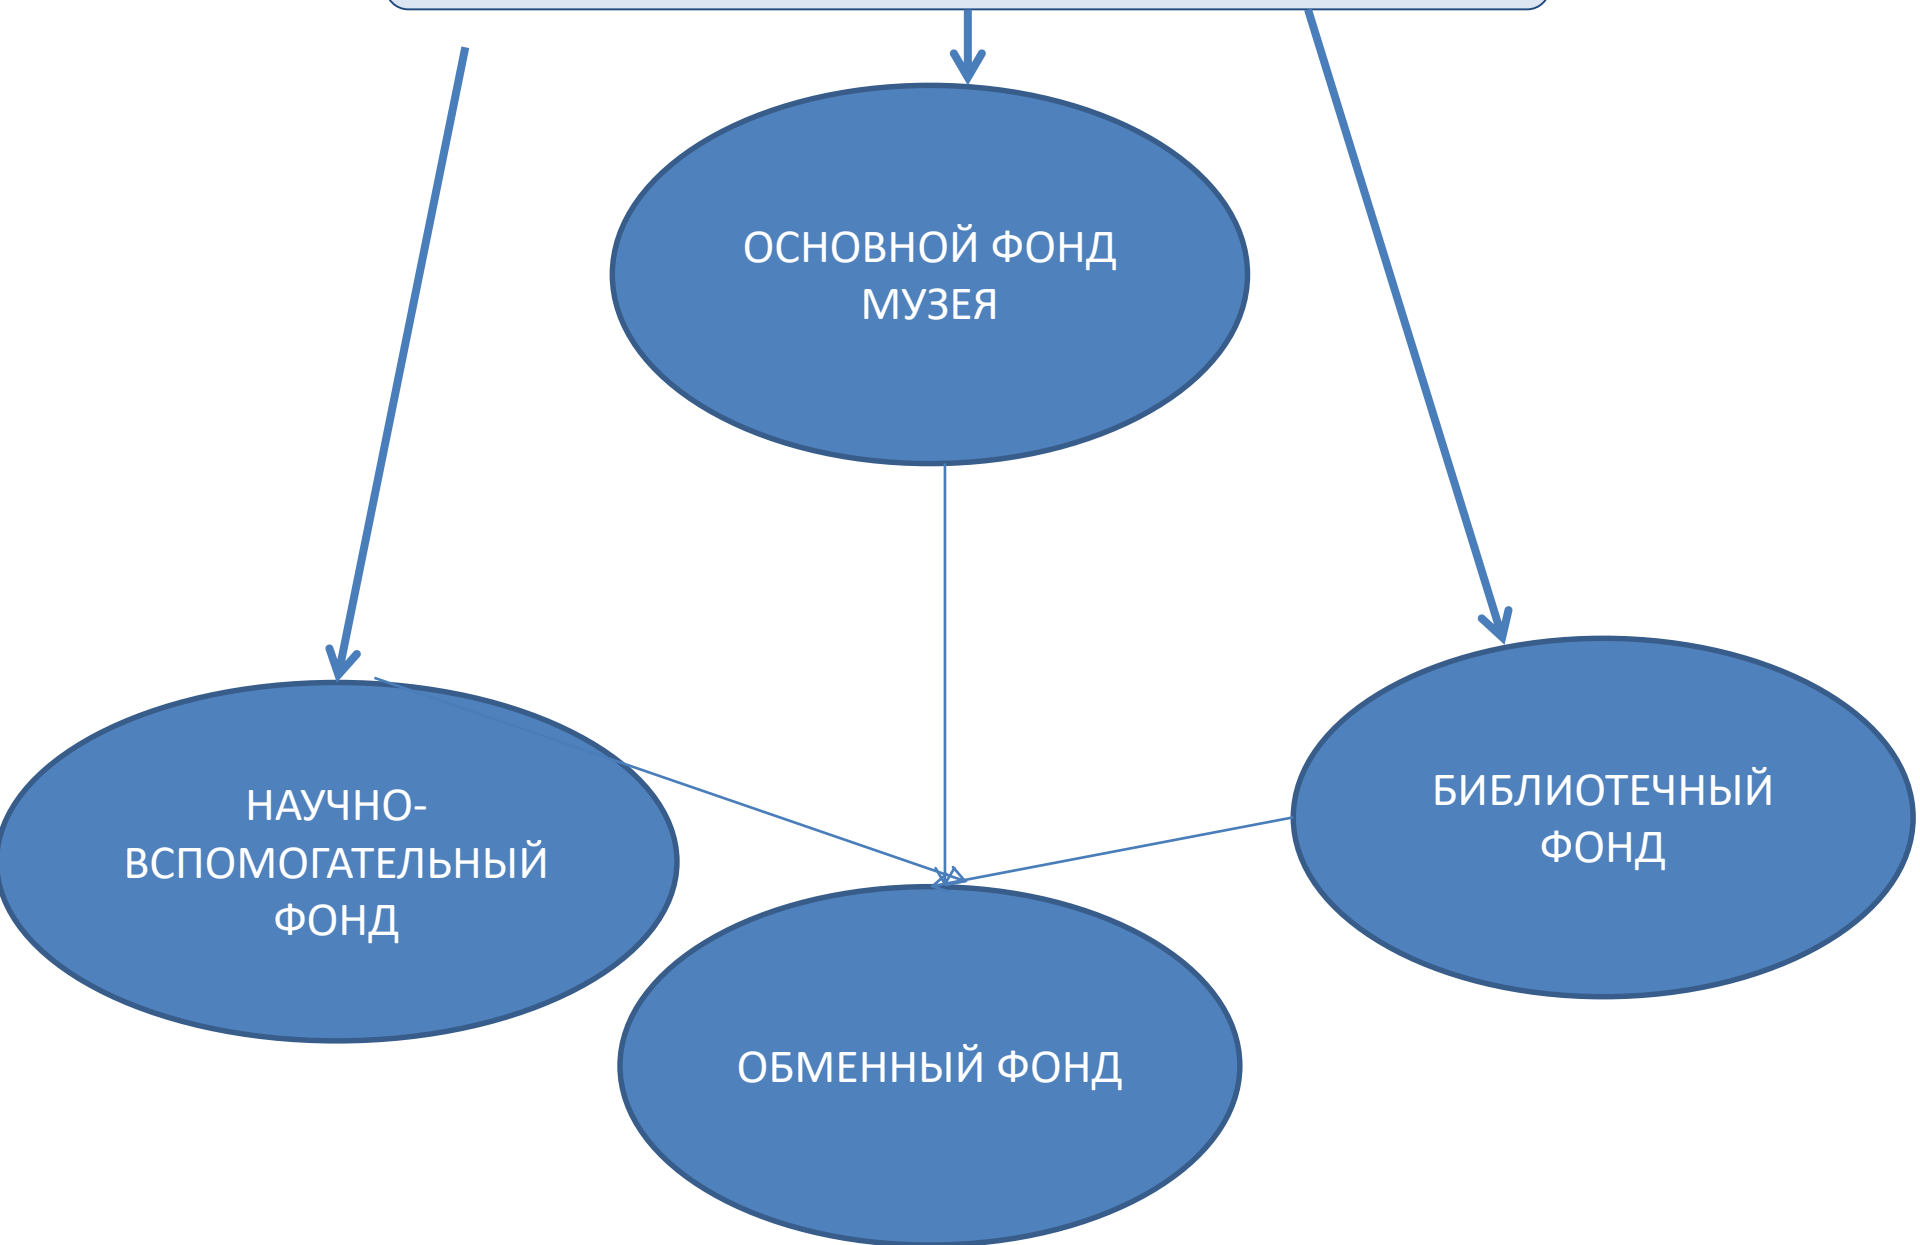 ОСНОВНОЙ ФОНД
МУЗЕЯ
НАУЧНО-
ВСПОМОГАТЕЛЬНЫЙ
ФОНД
БИБЛИОТЕЧНЫЙ
ФОНД
ОБМЕННЫЙ ФОНД